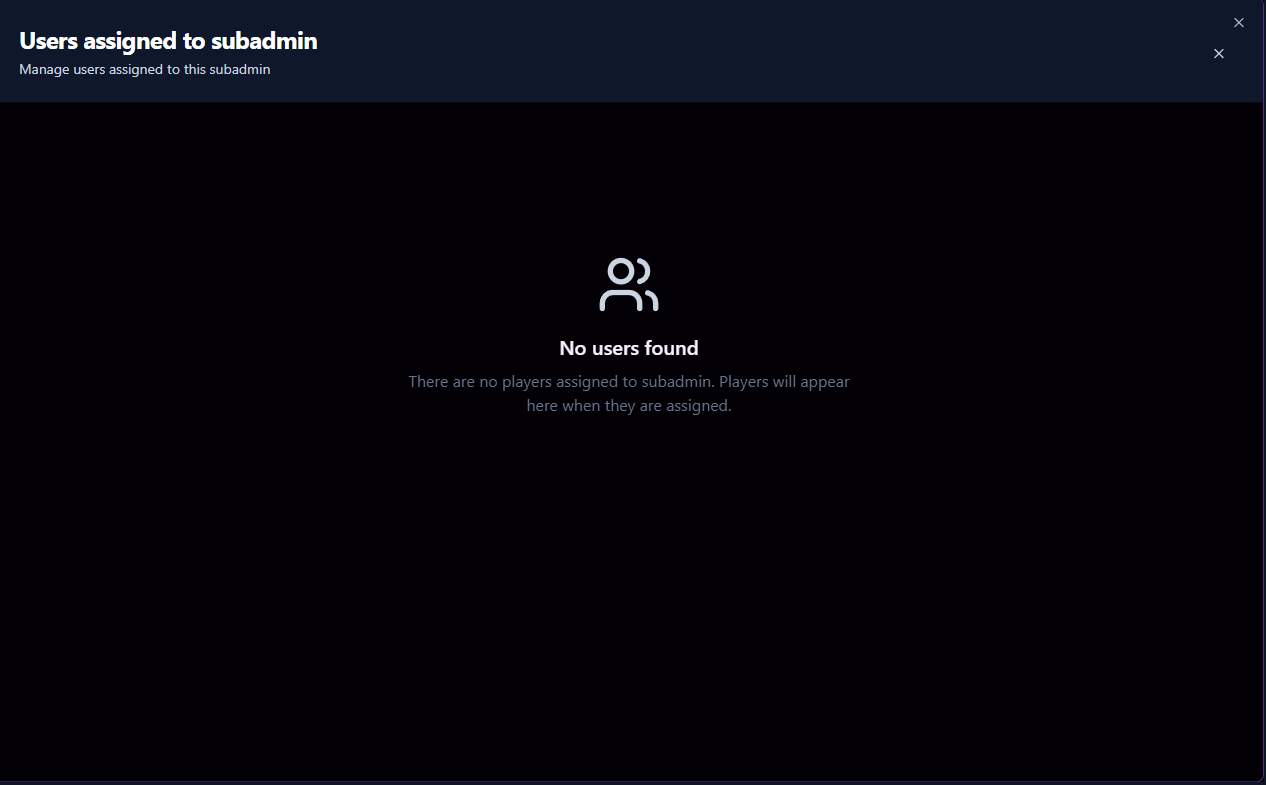 Users assigned to subadmin
Manage users assigned to this subadmin
No users found
There are no players assigned to subadmin. Players will appear
here when they are assigned.